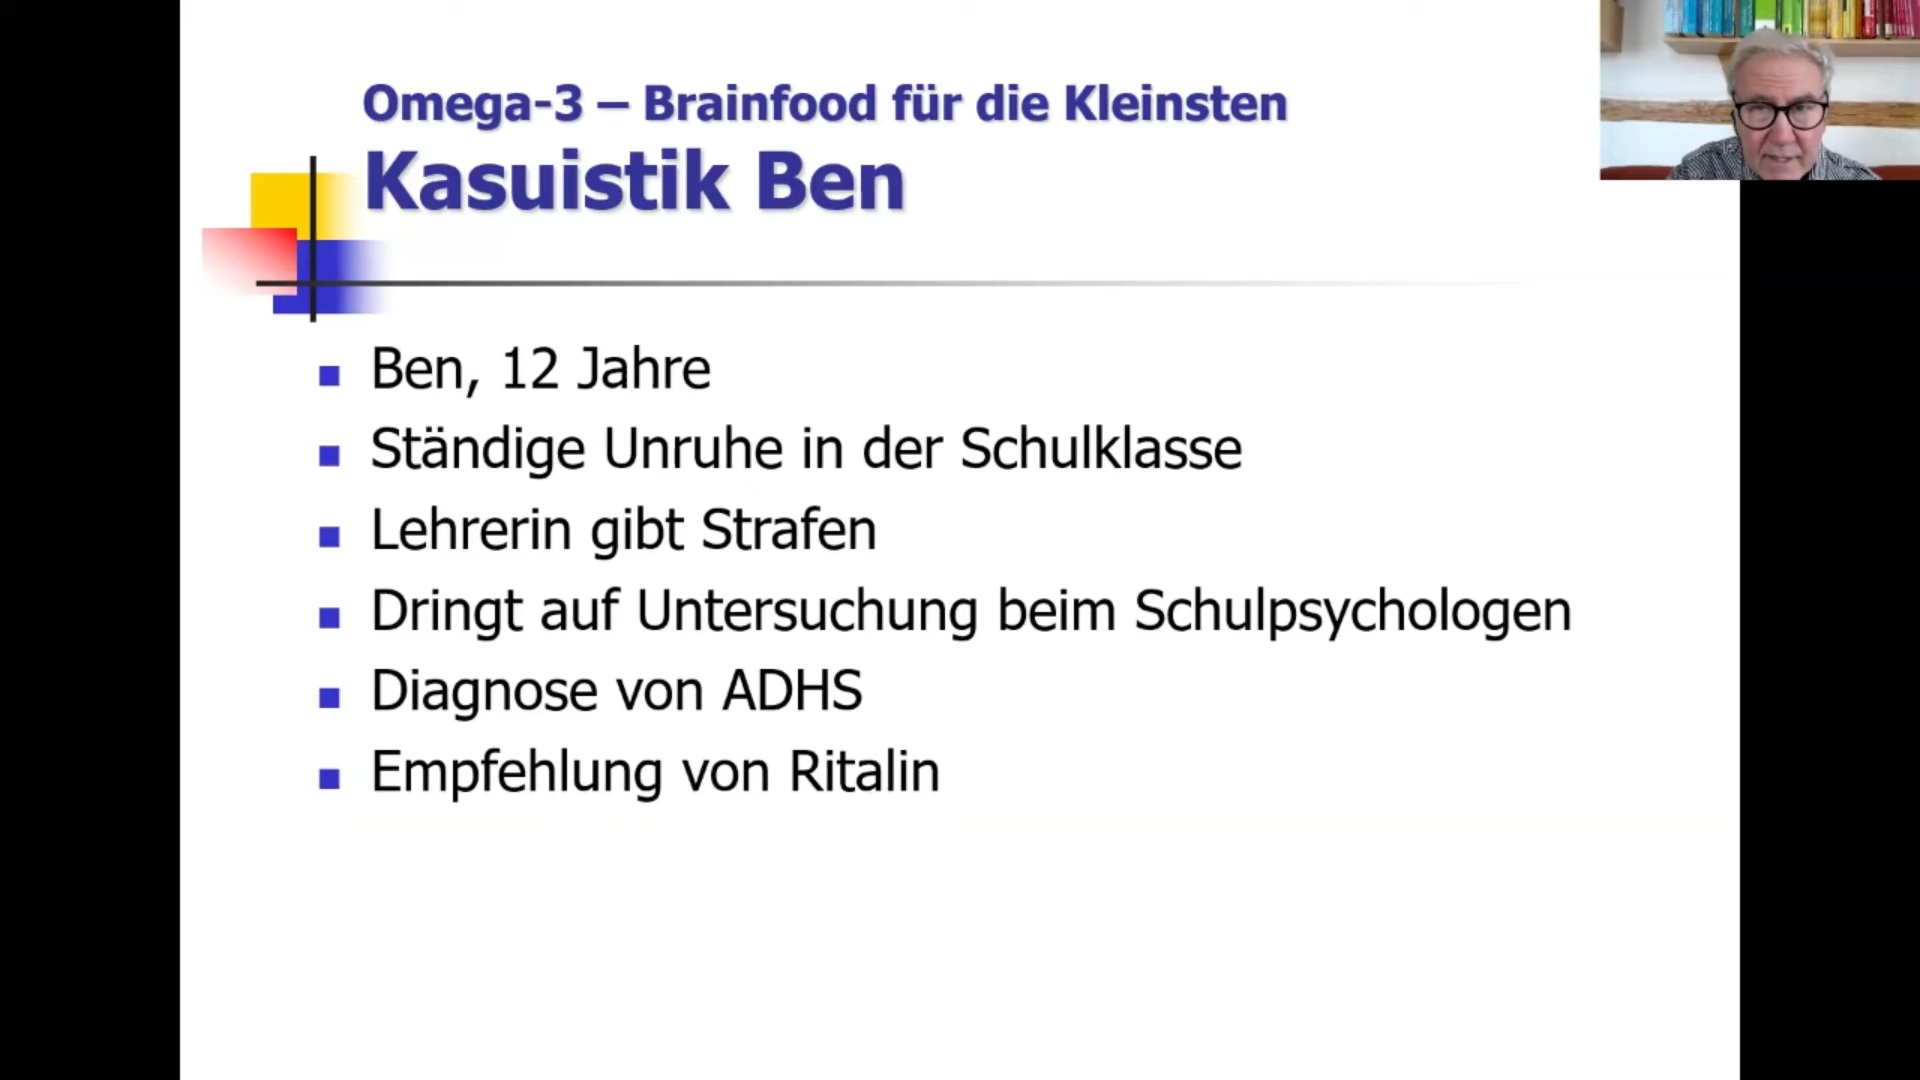 Omega-3 – Brainfood für die Kleinsten
Kasuistik Ben
Ben, 12 Jahre
Ständige Unruhe in der Schulklasse
Lehrerin gibt Strafen
Dringt auf Untersuchung beim Schulpsychologen
Diagnose von ADHS
Empfehlung von Ritalin